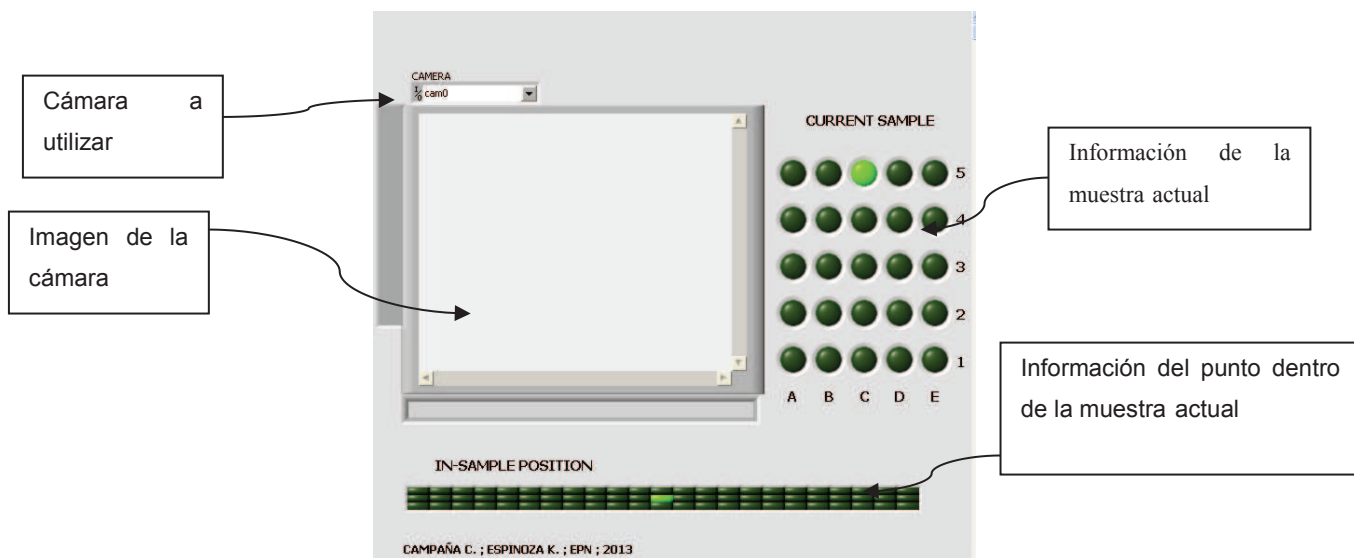 Cámara a
utilizar
Imagen de la
cámara
CAMERA
I/O cam0
CURRENT SAMPLE
5
4
3
2
1
A B C D E
Información de la
muestra actual
Información del punto dentro
de la muestra actual
IN-SAMPLE POSITION
CAMPAÑA C. ; ESPINOZA K. ; EPN ; 2013